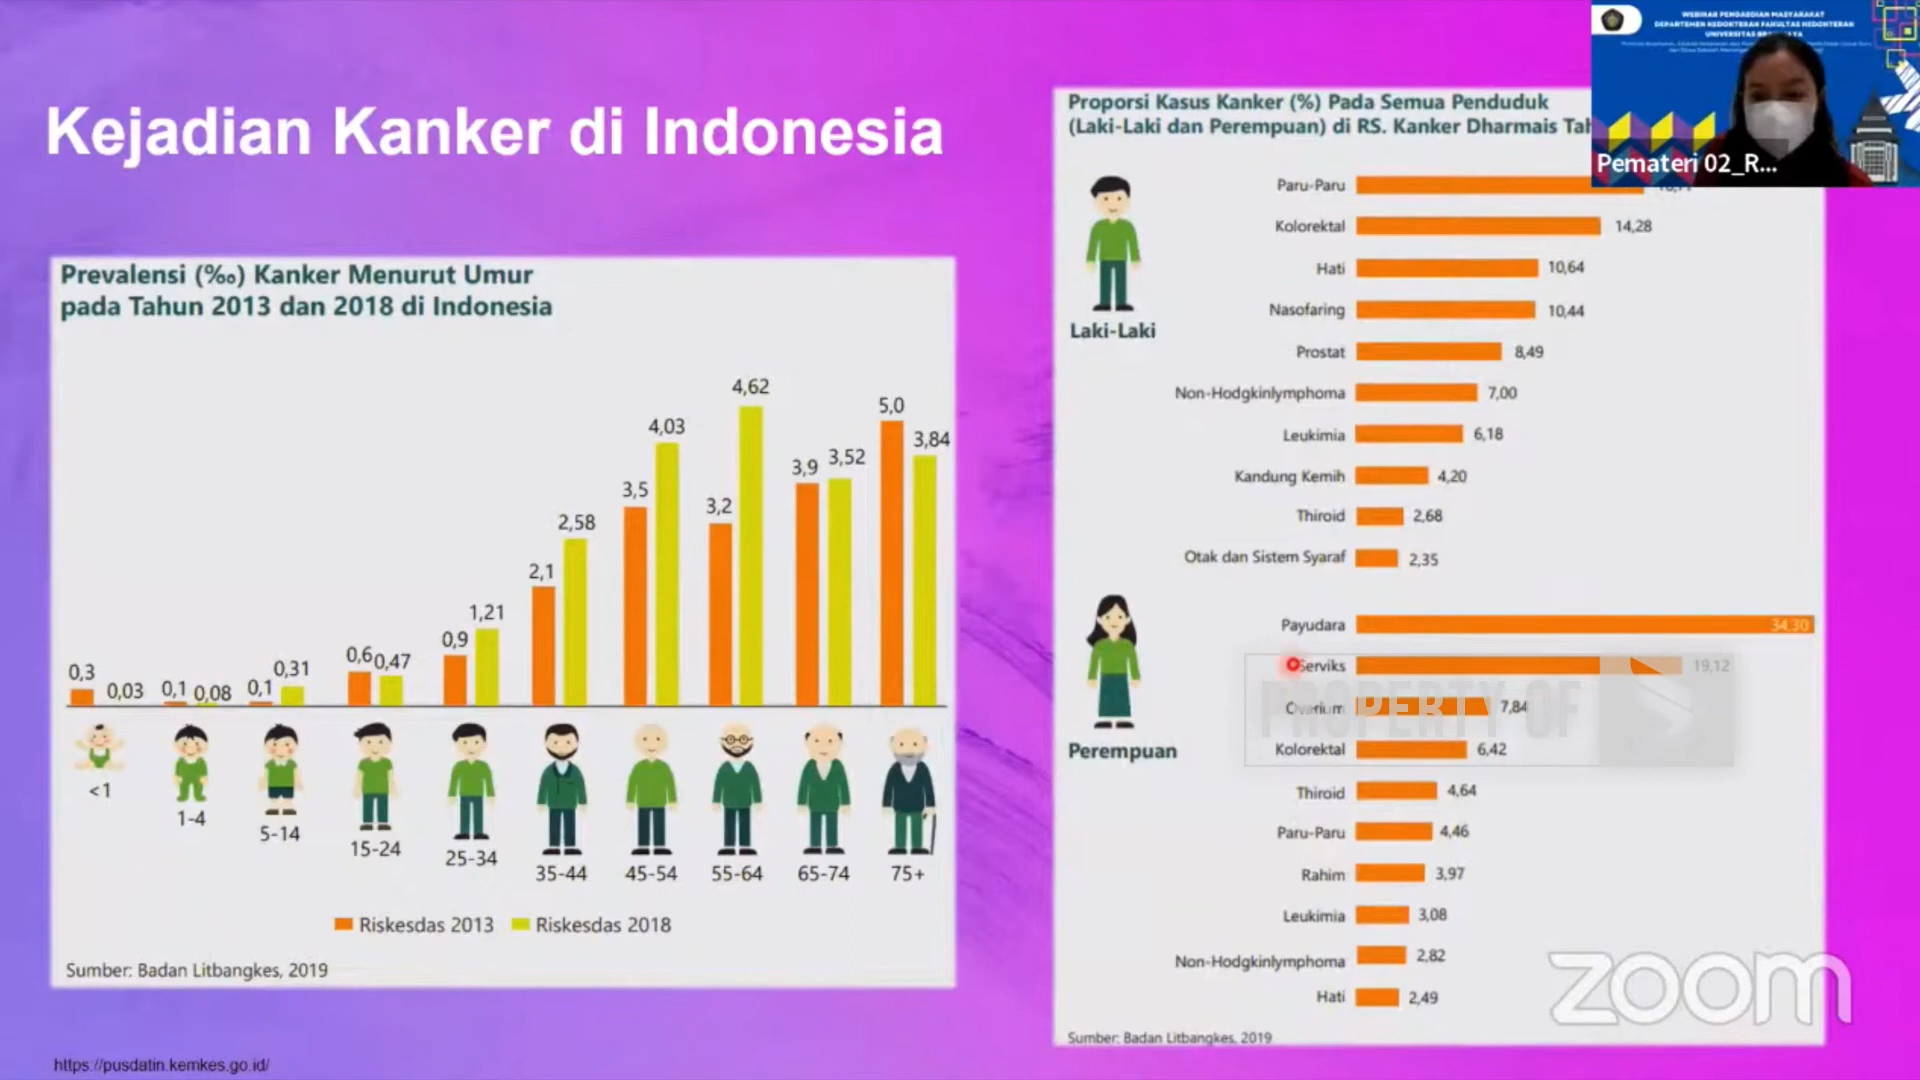 WEBINAR PENGABDIAN MASYARAKAT
DEPARTEMEN KEDOKTERAN FAKULTAS KEDOKTERAN
UNIVERSITAS
Pemateri 02_R...
Kejadian Kanker di Indonesia
Prevalensi (‰) Kanker Menurut Umur
pada Tahun 2013 dan 2018 di Indonesia
0,3
0,03
0,1
0,08
0,1
0,31
0,6
0,47
0,9
1,21
2,1
2,58
3,5
4,03
3,2
4,62
3,9
3,52
5,0
3,84
<1
1-4
5-14
15-24
25-34
35-44
45-54
55-64
65-74
75+
Riskesdas 2013
Riskesdas 2018
Sumber: Badan Litbangkes, 2019
https://pusdatin.kemkes.go.id/
Proporsi Kasus Kanker (%) Pada Semua Penduduk
(Laki-Laki dan Perempuan) di RS. Kanker Dharmais
Laki-Laki
Paru-Paru
Kolorektal 14,28
Hati 10,64
Nasofaring 10,44
Prostat 8,49
Non-Hodgkinlymphoma 7,00
Leukimia 6,18
Kandung Kemih 4,20
Thiroid 2,68
Otak dan Sistem Syaraf 2,35
Perempuan
Payudara 34,30
Serviks 19,12
Ovarium 7,84
PROPERTY OF
Kolorektal 6,42
Thiroid 4,64
Paru-Paru 4,46
Rahim 3,97
Leukimia 3,08
Non-Hodgkinlymphoma 2,82
Hati 2,49
Sumber: Badan Litbangkes, 2019
zoom